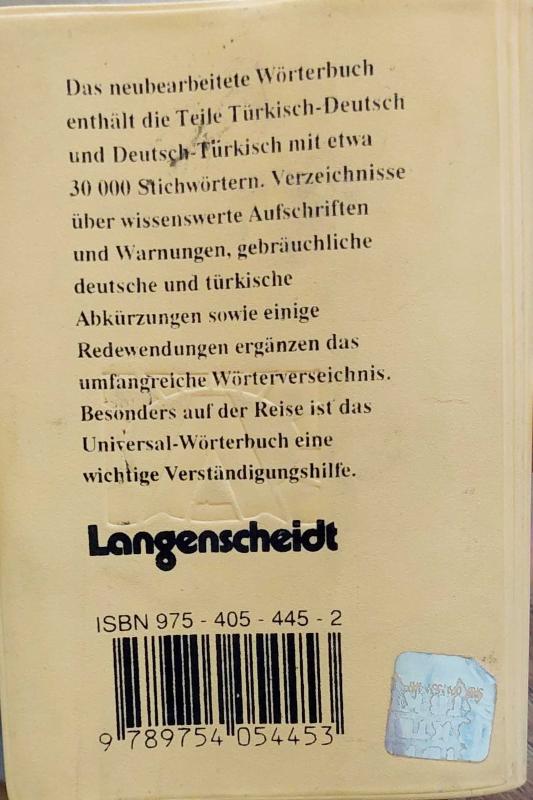 Das neubearbeitete Wörterbuch
enthält die Teile Türkisch-Deutsch
und Deutsch-Türkisch mit etwa
30 000 Stichwörtern. Verzeichnisse
über wissenswerte Aufschriften
und Warnungen, gebräuchliche
deutsche und türkische
Abkürzungen sowie einige
Redewendungen ergänzen das
umfangreiche Wörterverseichnis.
Besonders auf der Reise ist das
Universal-Wörterbuch eine
wichtige Verständigungshilfe.
Langenscheidt
ISBN 975 - 405 - 445 - 2
9 789754 054453